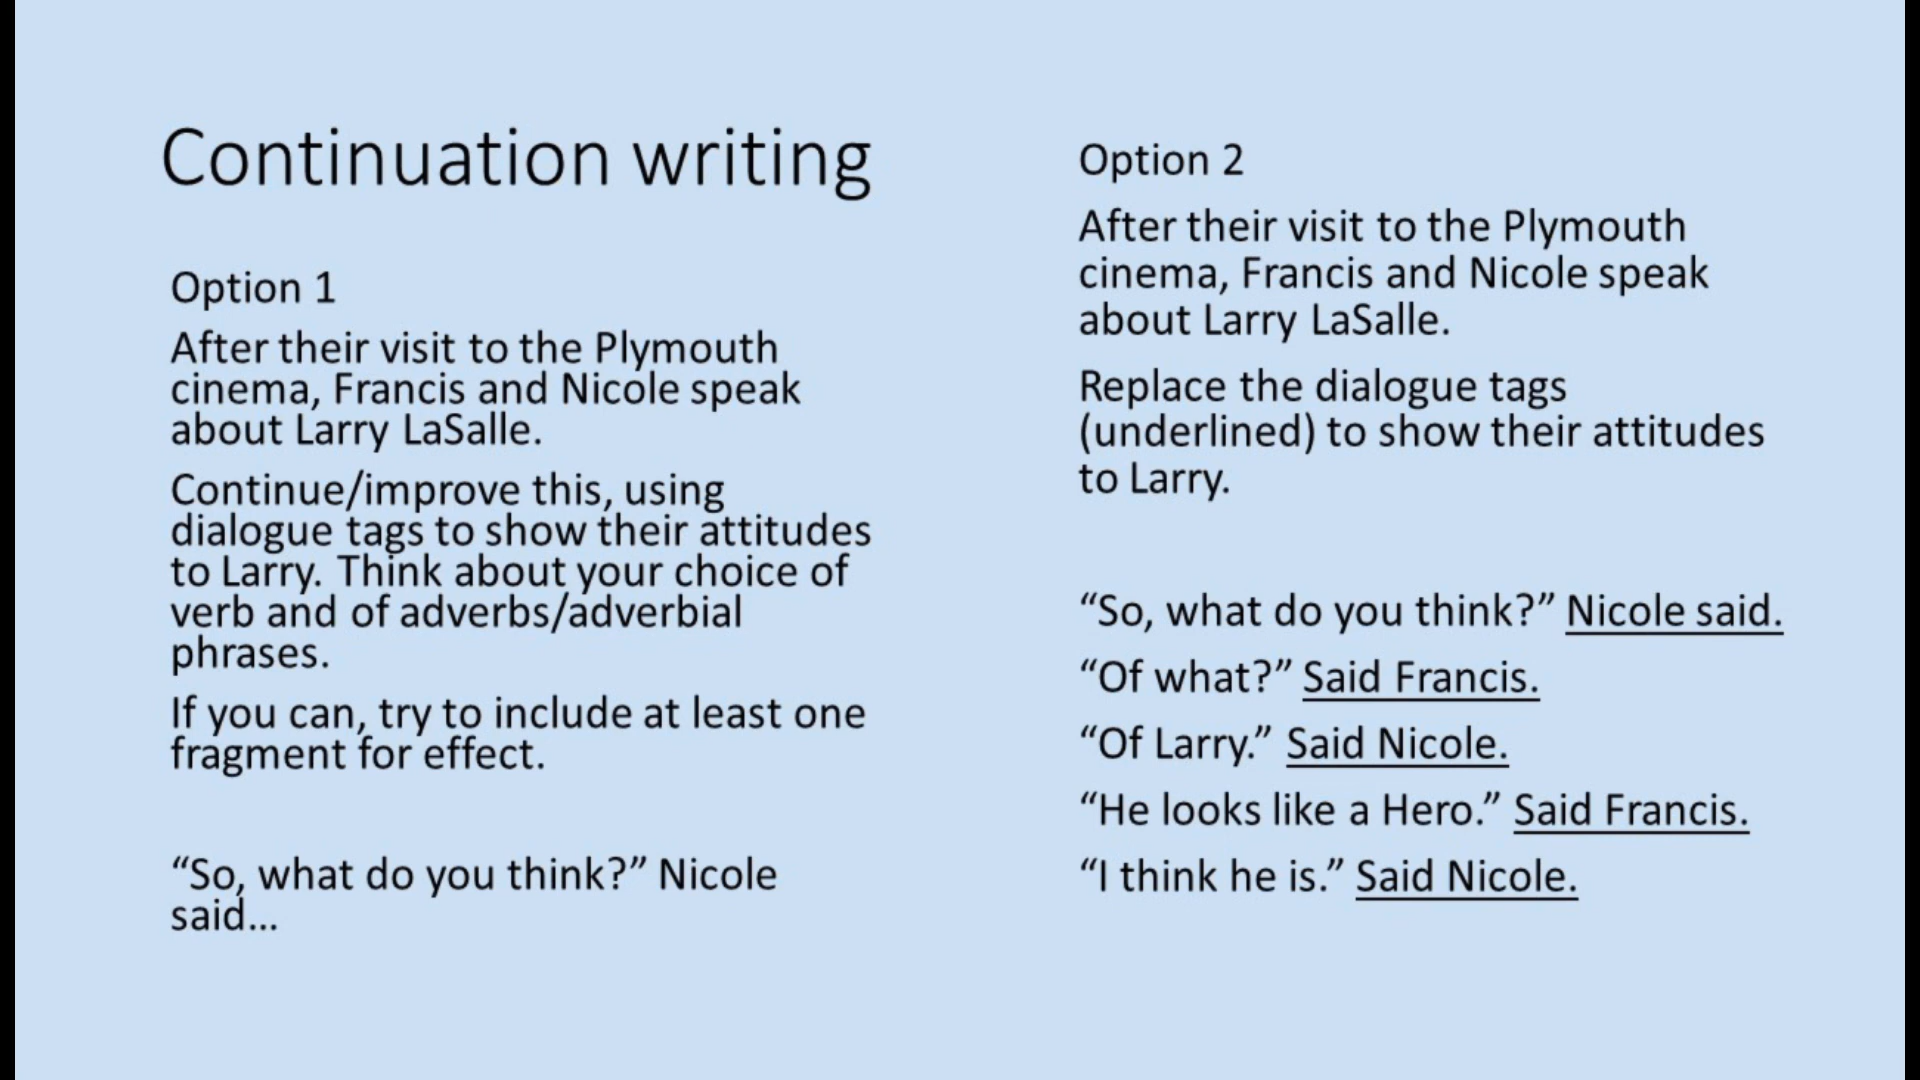 Continuation writing
Option 1
After their visit to the Plymouth
cinema, Francis and Nicole speak
about Larry LaSalle.
Continue/improve this, using
dialogue tags to show their attitudes
to Larry. Think about your choice of
verb and of adverbs/adverbial
phrases.
If you can, try to include at least one
fragment for effect.
“So, what do you think?” Nicole
said...
Option 2
After their visit to the Plymouth
cinema, Francis and Nicole speak
about Larry LaSalle.
Replace the dialogue tags
(underlined) to show their attitudes
to Larry.
“So, what do you think?” Nicole said.
“Of what?” Said Francis.
“Of Larry.” Said Nicole.
“He looks like a Hero.” Said Francis.
“I think he is.” Said Nicole.